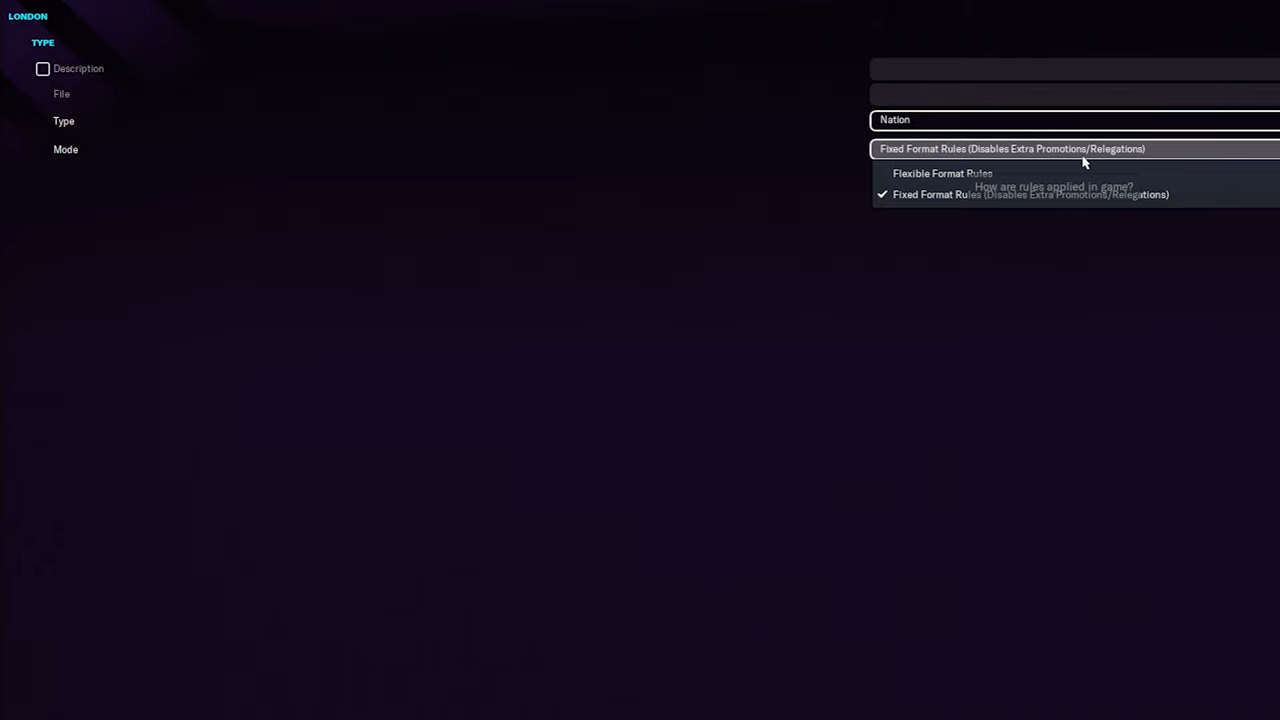 LONDON
TYPE
Description
File
Type
Nation
Mode
Fixed Format Rules (Disables Extra Promotions/Relegations)
Flexible Format Rules
How are rules applied in game?
Fixed Format Rules (Disables Extra Promotions/Relegations)